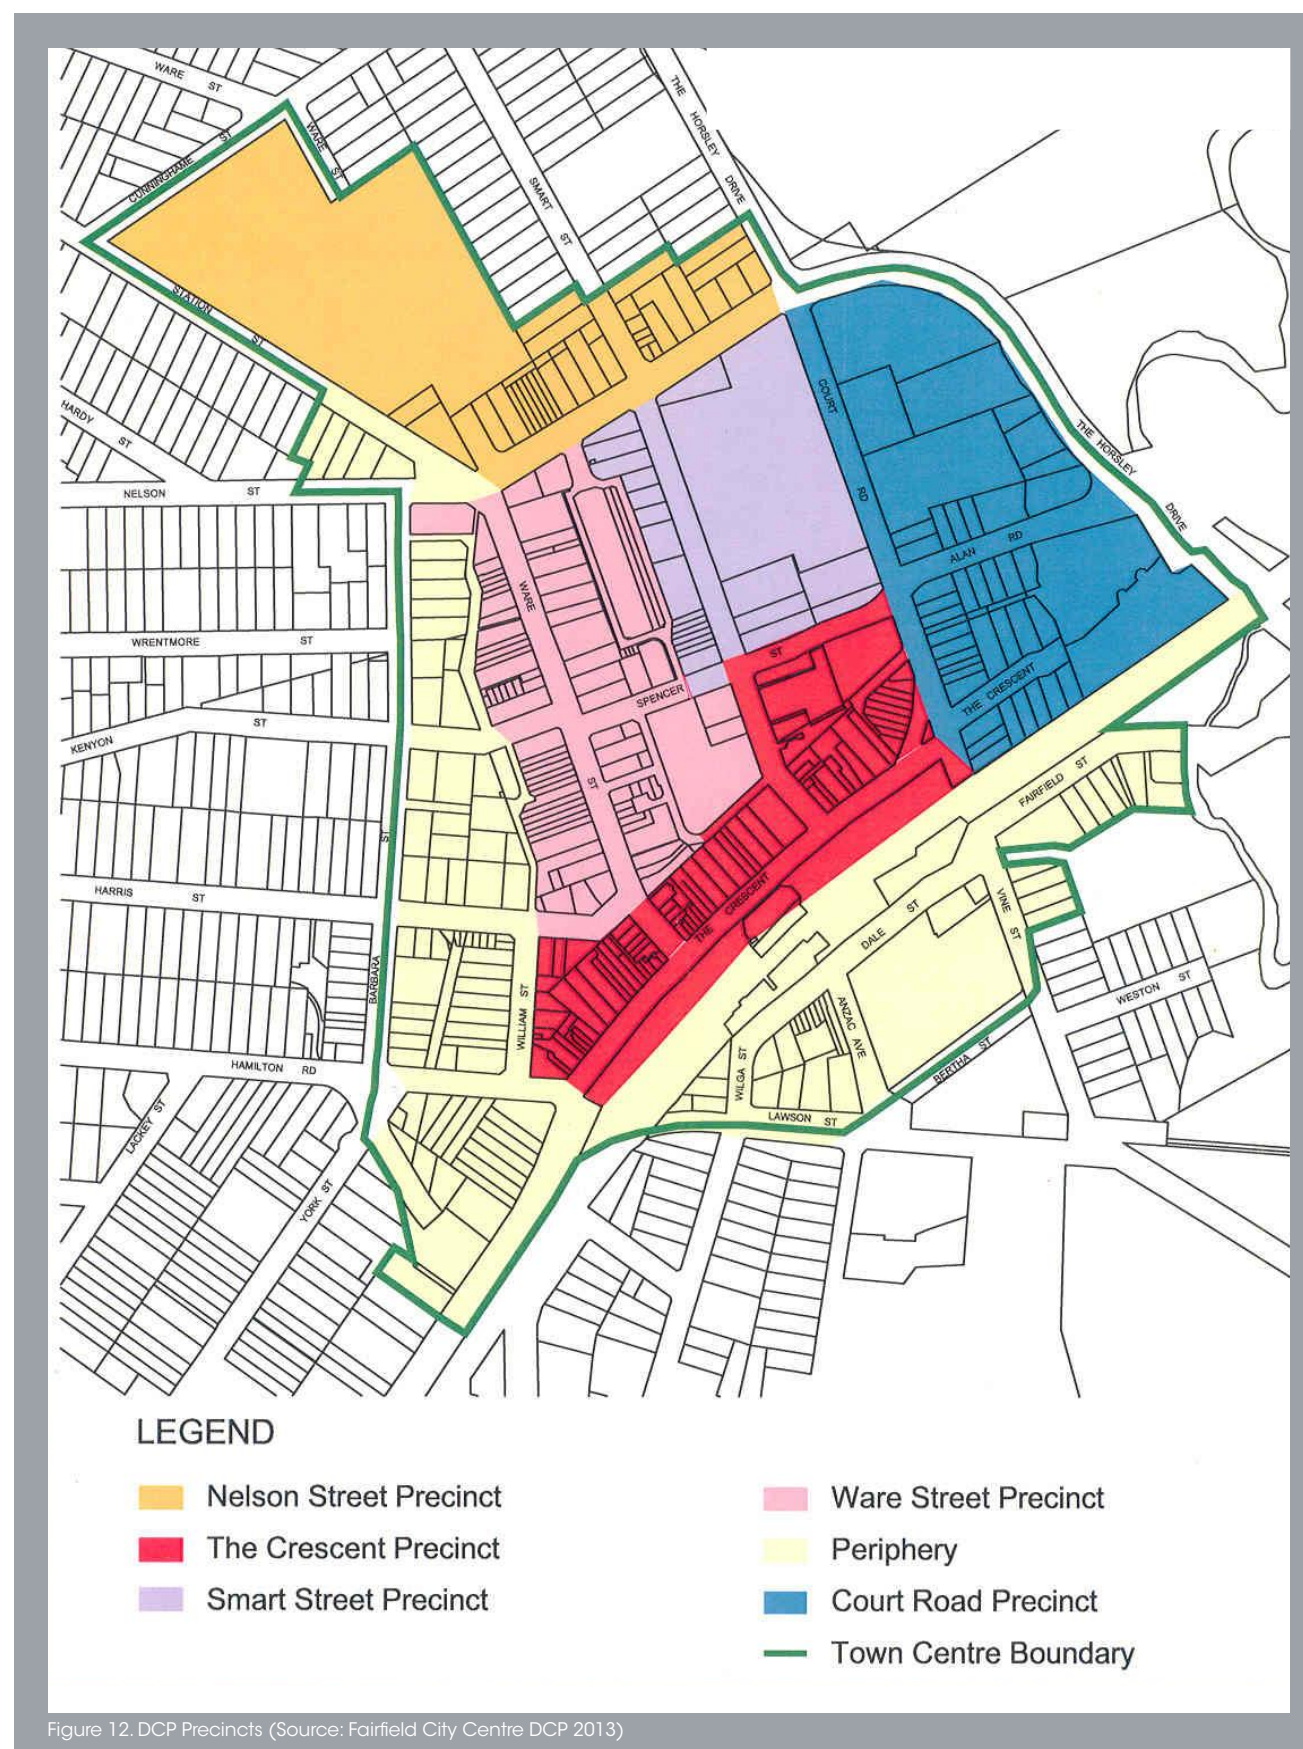 WARE ST
THE HORSLEY DRIVE
CUNNINGHAME ST
WARE ST
SMART ST
STATION ST
COURT RD
HARDY ST
THE HORSLEY DRIVE
NELSON ST
ALAN RD
WARE ST
WRENTMORE ST
SPENCER ST
THE CRESCENT
KENYON ST
FAIRFIELD ST
HARRIS ST
THE CRESCENT
VINE ST
DALE ST
BARBARA ST
WILLIAM ST
ANZAC AVE
WESTON ST
HAMILTON RD
WILGA ST
BERTHA ST
LACKEY ST
LAWSON ST
YORK ST
LEGEND
Nelson Street Precinct
The Crescent Precinct
Smart Street Precinct
Ware Street Precinct
Periphery
Court Road Precinct
Town Centre Boundary
Figure 12. DCP Precincts (Source: Fairfield City Centre DCP 2013)